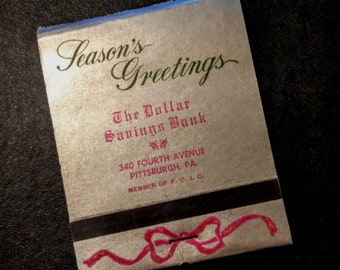 Season's
Greetings
The Dollar
Savings Bank
340 FOURTH AVENUE
PITTSBURGH, PA.
MEMBER OF F. D. I. C.